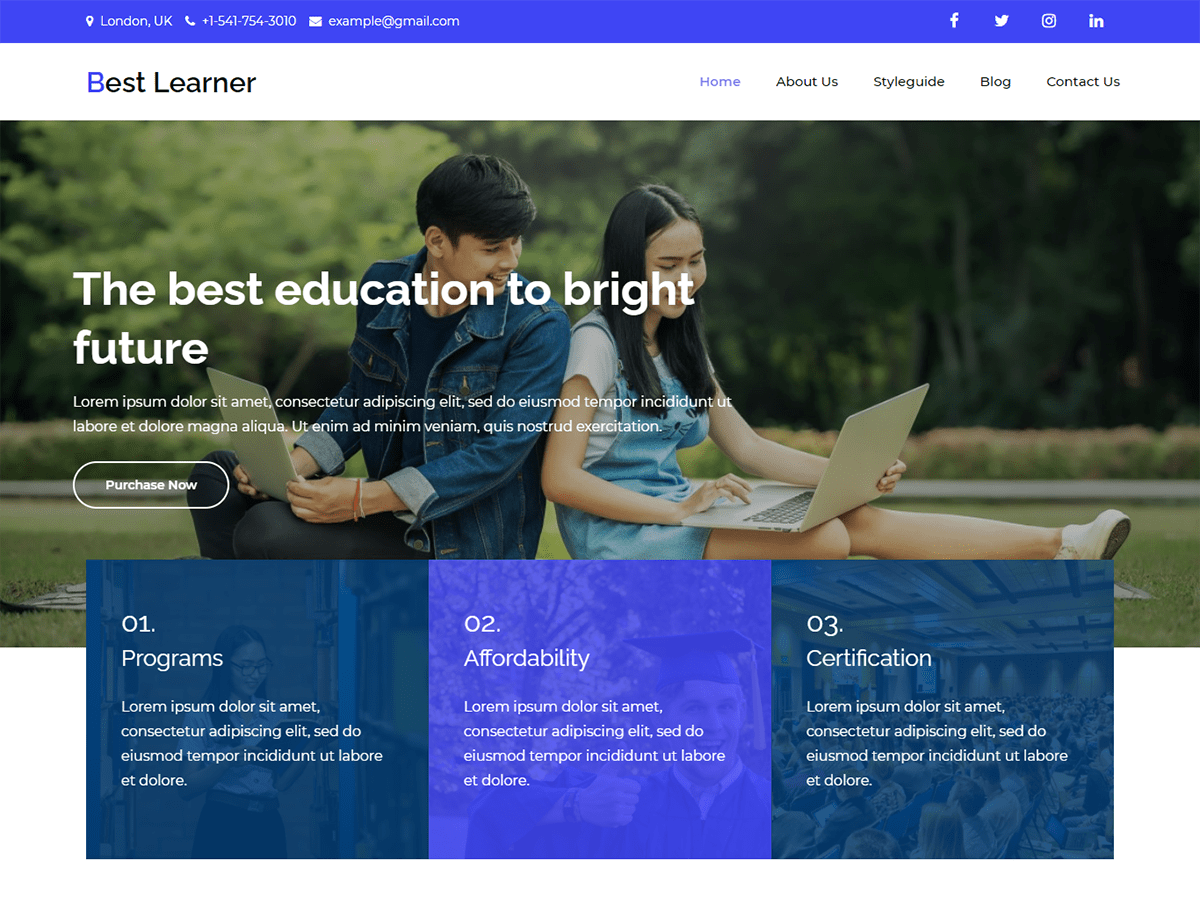 London, UK +1-541-754-3010 example@gmail.com
Best Learner
Home About Us Styleguide Blog Contact Us
The best education to bright
future
Lorem ipsum dolor sit amet, consectetur adipiscing elit, sed do eiusmod tempor incididunt ut
labore et dolore magna aliqua. Ut enim ad minim veniam, quis nostrud exercitation.
Purchase Now
01.
Programs
Lorem ipsum dolor sit amet,
consectetur adipiscing elit, sed do
eiusmod tempor incididunt ut labore
et dolore.
02.
Affordability
Lorem ipsum dolor sit amet,
consectetur adipiscing elit, sed do
eiusmod tempor incididunt ut labore
et dolore.
03.
Certification
Lorem ipsum dolor sit amet,
consectetur adipiscing elit, sed do
eiusmod tempor incididunt ut labore
et dolore.